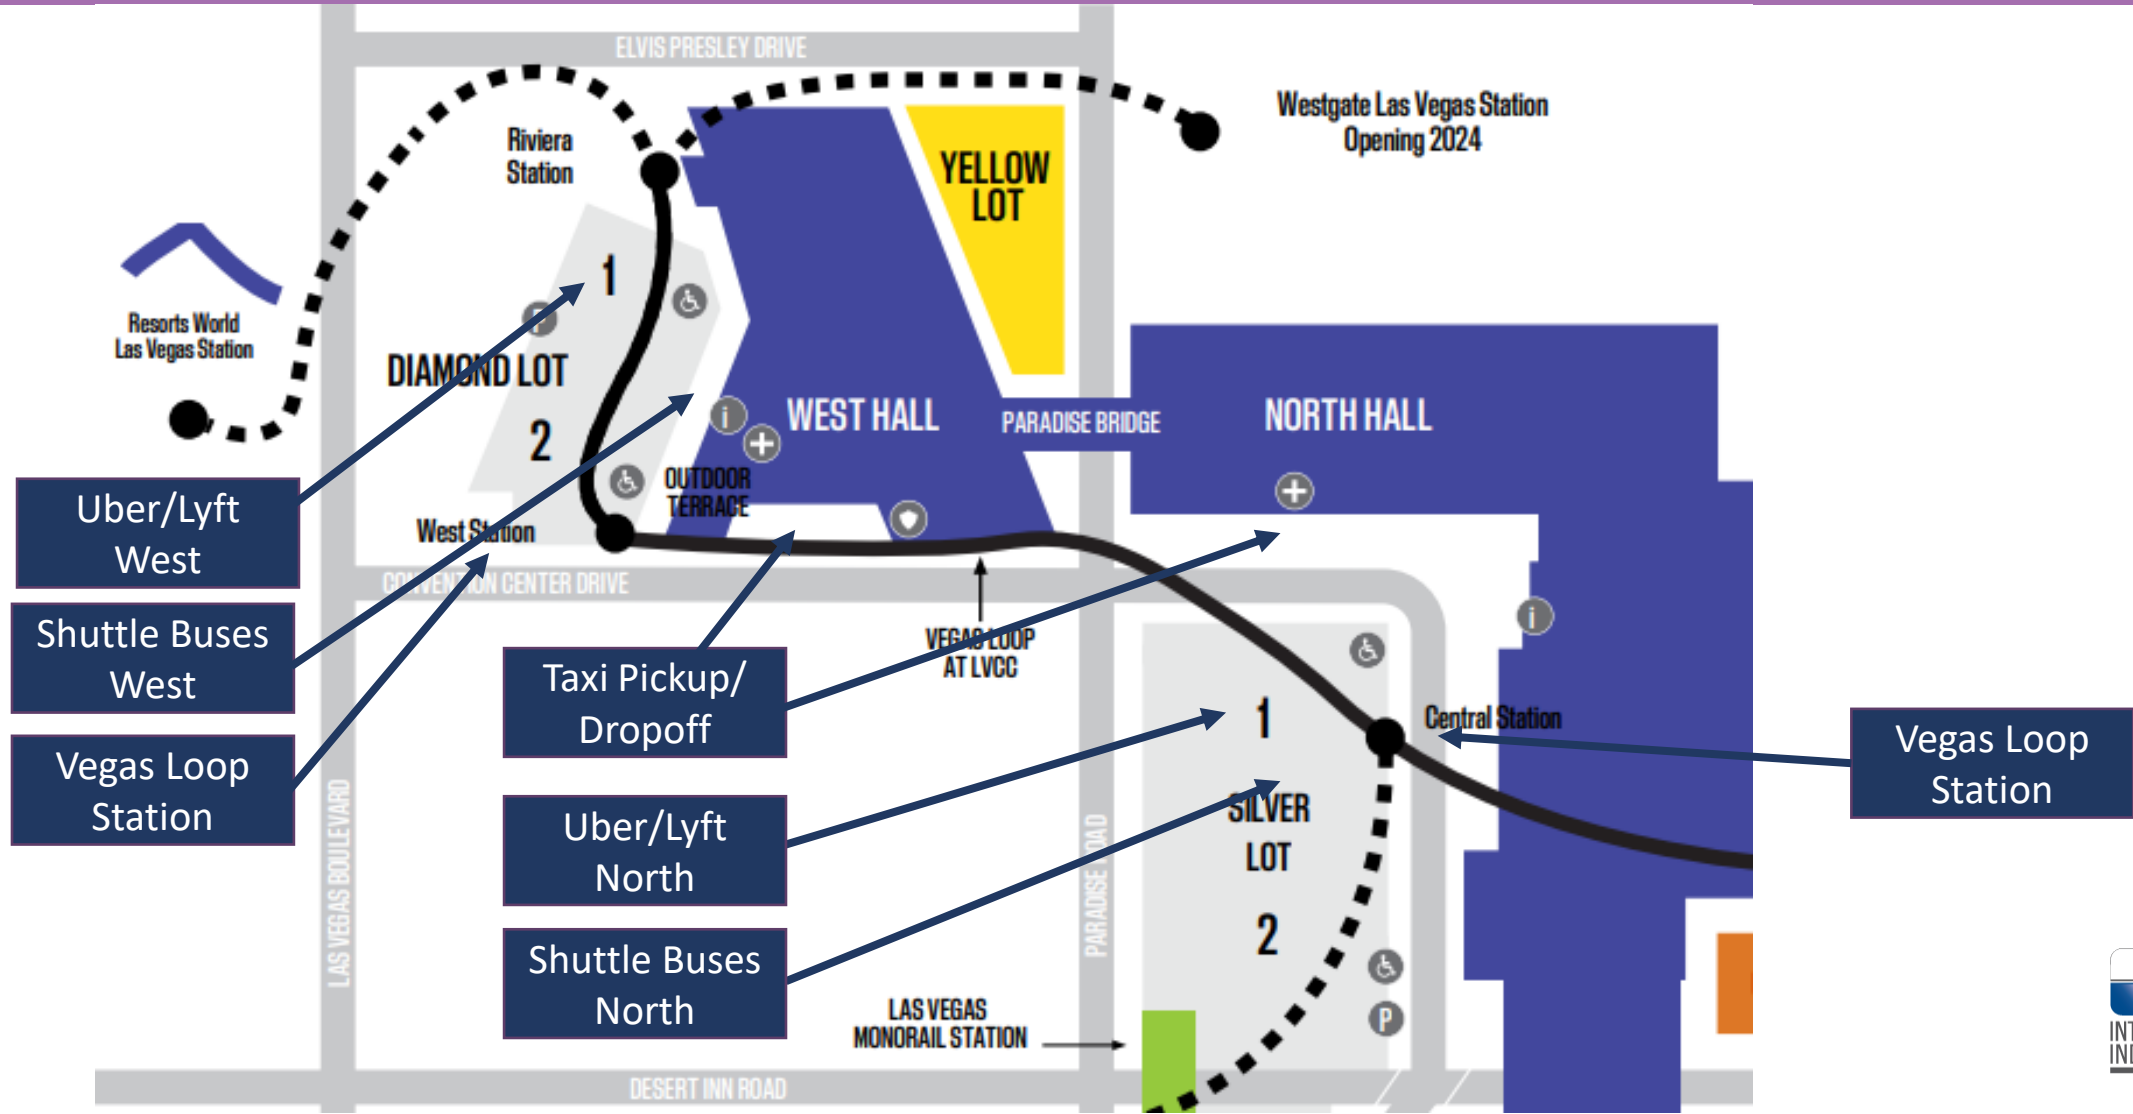 ELVIS PRESLEY DRIVE
Westgate Las Vegas Station
Opening 2024
Riviera
Station
YELLOW
LOT
1
P
Resorts World
Las Vegas Station
DIAMOND LOT
2
i
WEST HALL
PARADISE BRIDGE
NORTH HALL
OUTDOOR
TERRACE
West Station
Uber/Lyft
West
CONVENTION CENTER DRIVE
Shuttle Buses
West
VEGAS LOOP
AT LVCC
i
Taxi Pickup/
Dropoff
1
Central Station
Vegas Loop
Station
Vegas Loop
Station
LAS VEGAS BOULEVARD
Uber/Lyft
North
SILVER
LOT
PARADISE ROAD
2
Shuttle Buses
North
LAS VEGAS
MONORAIL STATION
P
DESERT INN ROAD